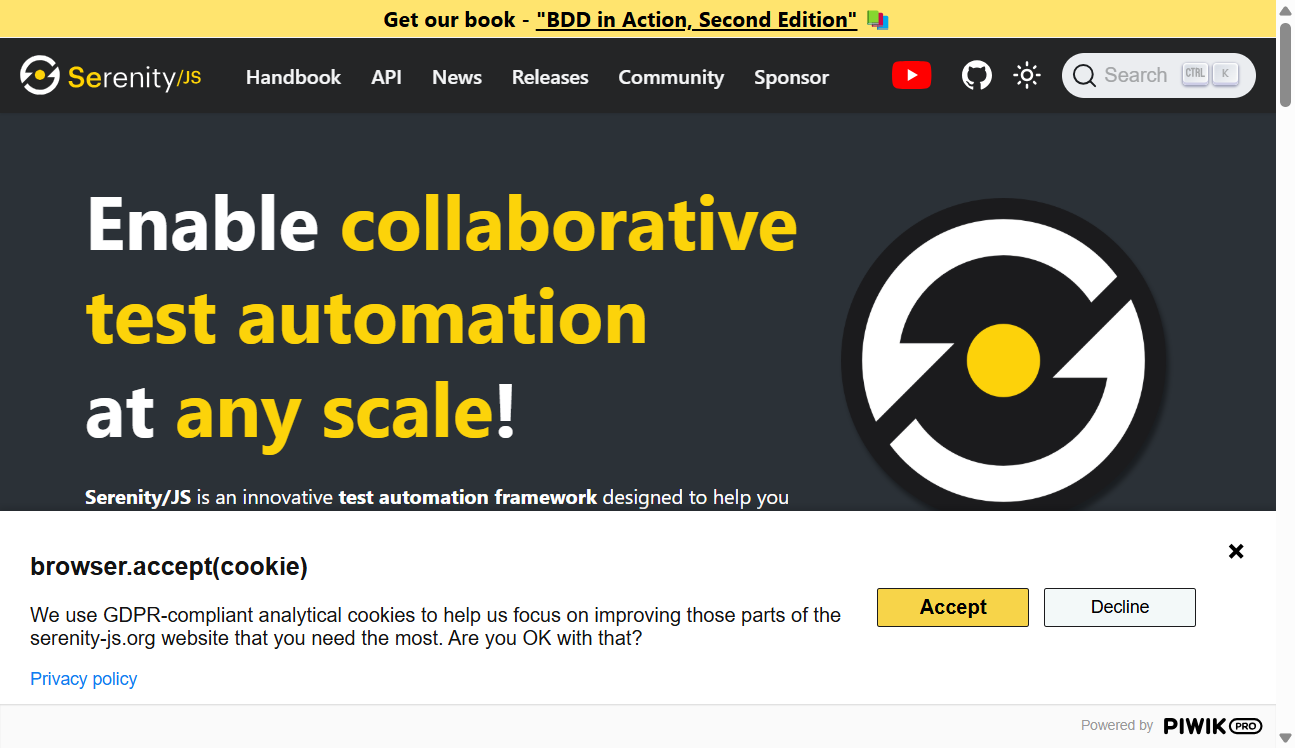 Get our book - "BDD in Action, Second Edition"
Serenity/JS Handbook API News Releases Community Sponsor Search CTRL K
Enable collaborative
test automation
at any scale!
Serenity/JS is an innovative test automation framework designed to help you
browser.accept(cookie)
We use GDPR-compliant analytical cookies to help us focus on improving those parts of the
serenity-js.org website that you need the most. Are you OK with that?
Accept Decline
Privacy policy
Powered by PIWIK PRO